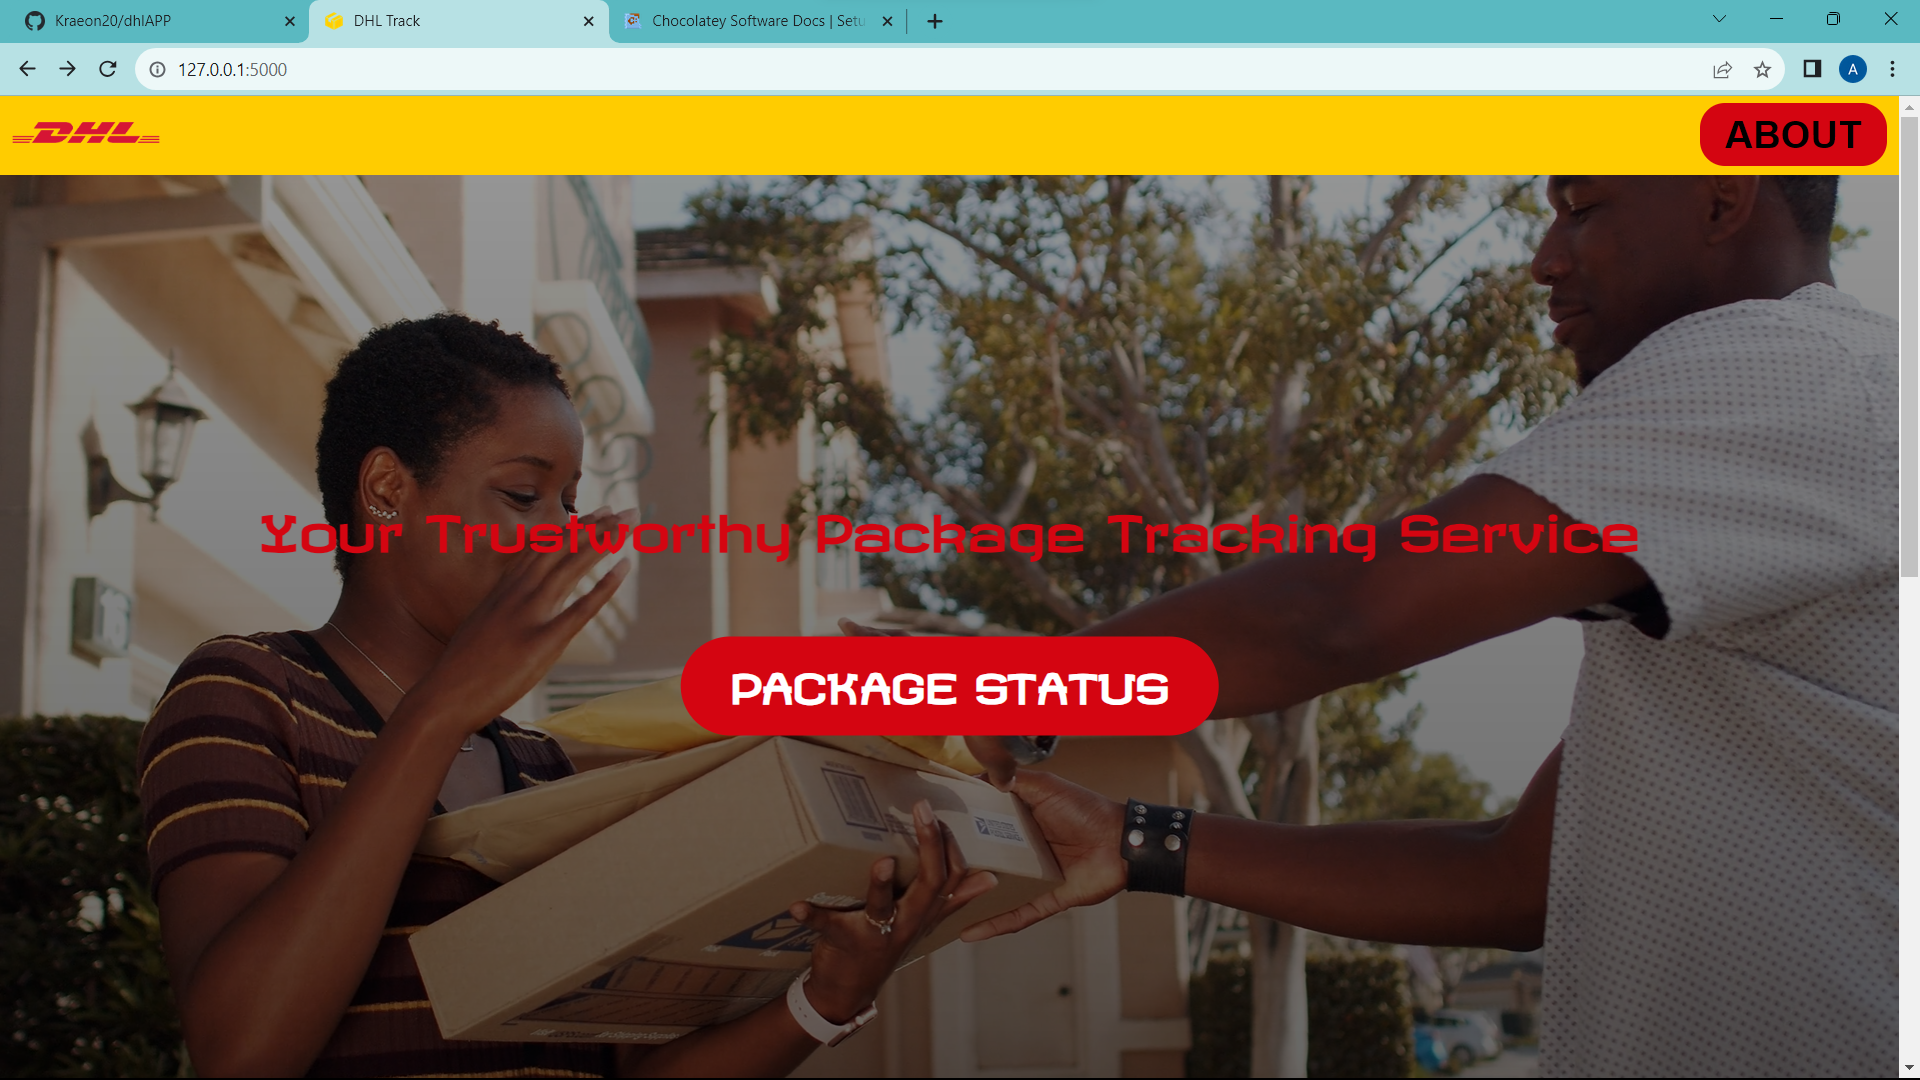 Kraeon20/dhlAPP
DHL Track
Chocolatey Software Docs | Setu
127.0.0.1:5000
A
DHL
ABOUT
Your Trustworthy Package Tracking Service
PACKAGE STATUS